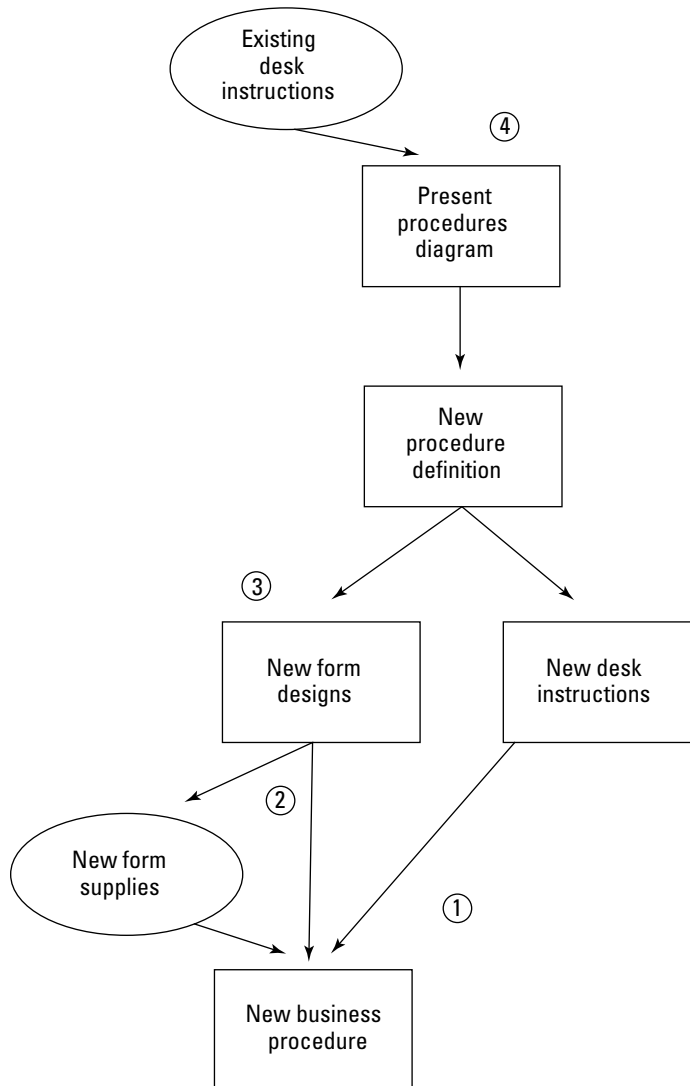 Existing
desk
instructions
④
Present
procedures
diagram
New
procedure
definition
③
New form
designs
New desk
instructions
②
New form
supplies
①
New business
procedure